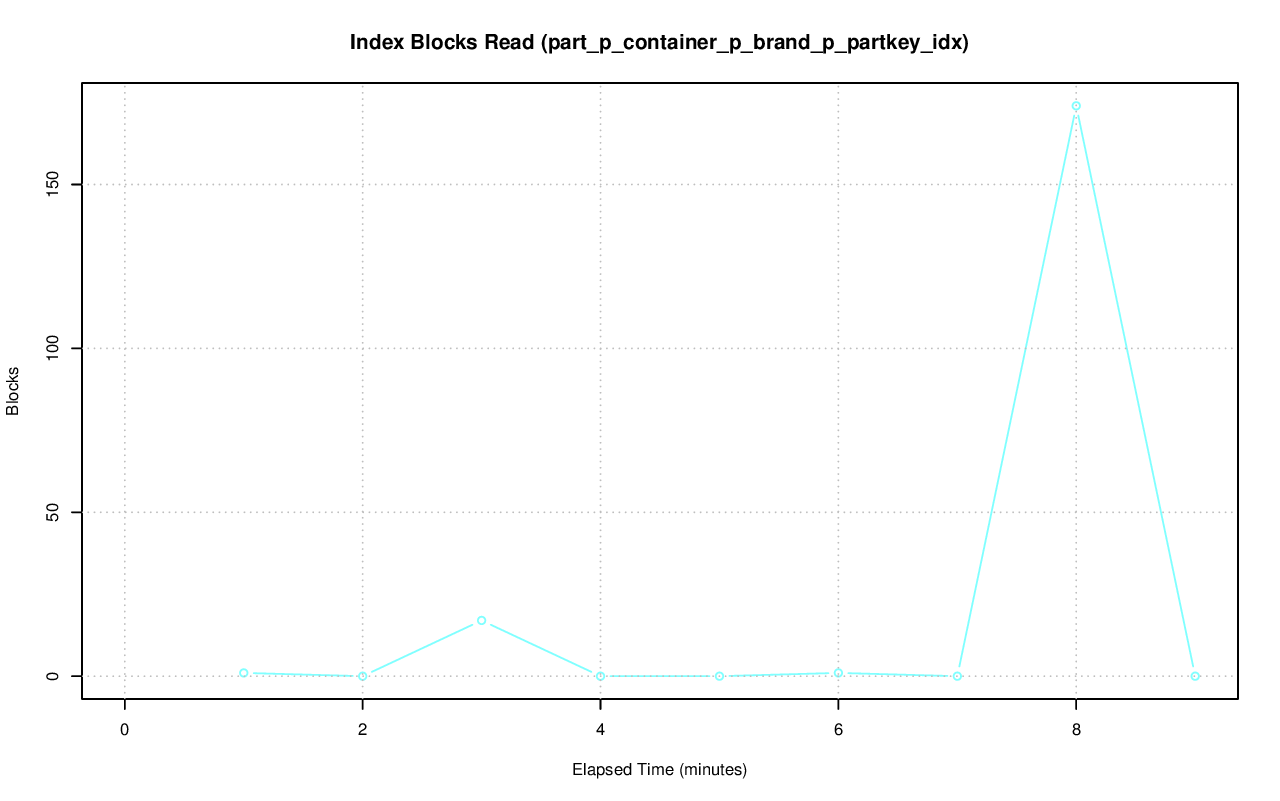 Index Blocks Read (part_p_container_p_brand_p_partkey_idx)
150
100
50
0
Blocks
0 2 4 6 8
Elapsed Time (minutes)